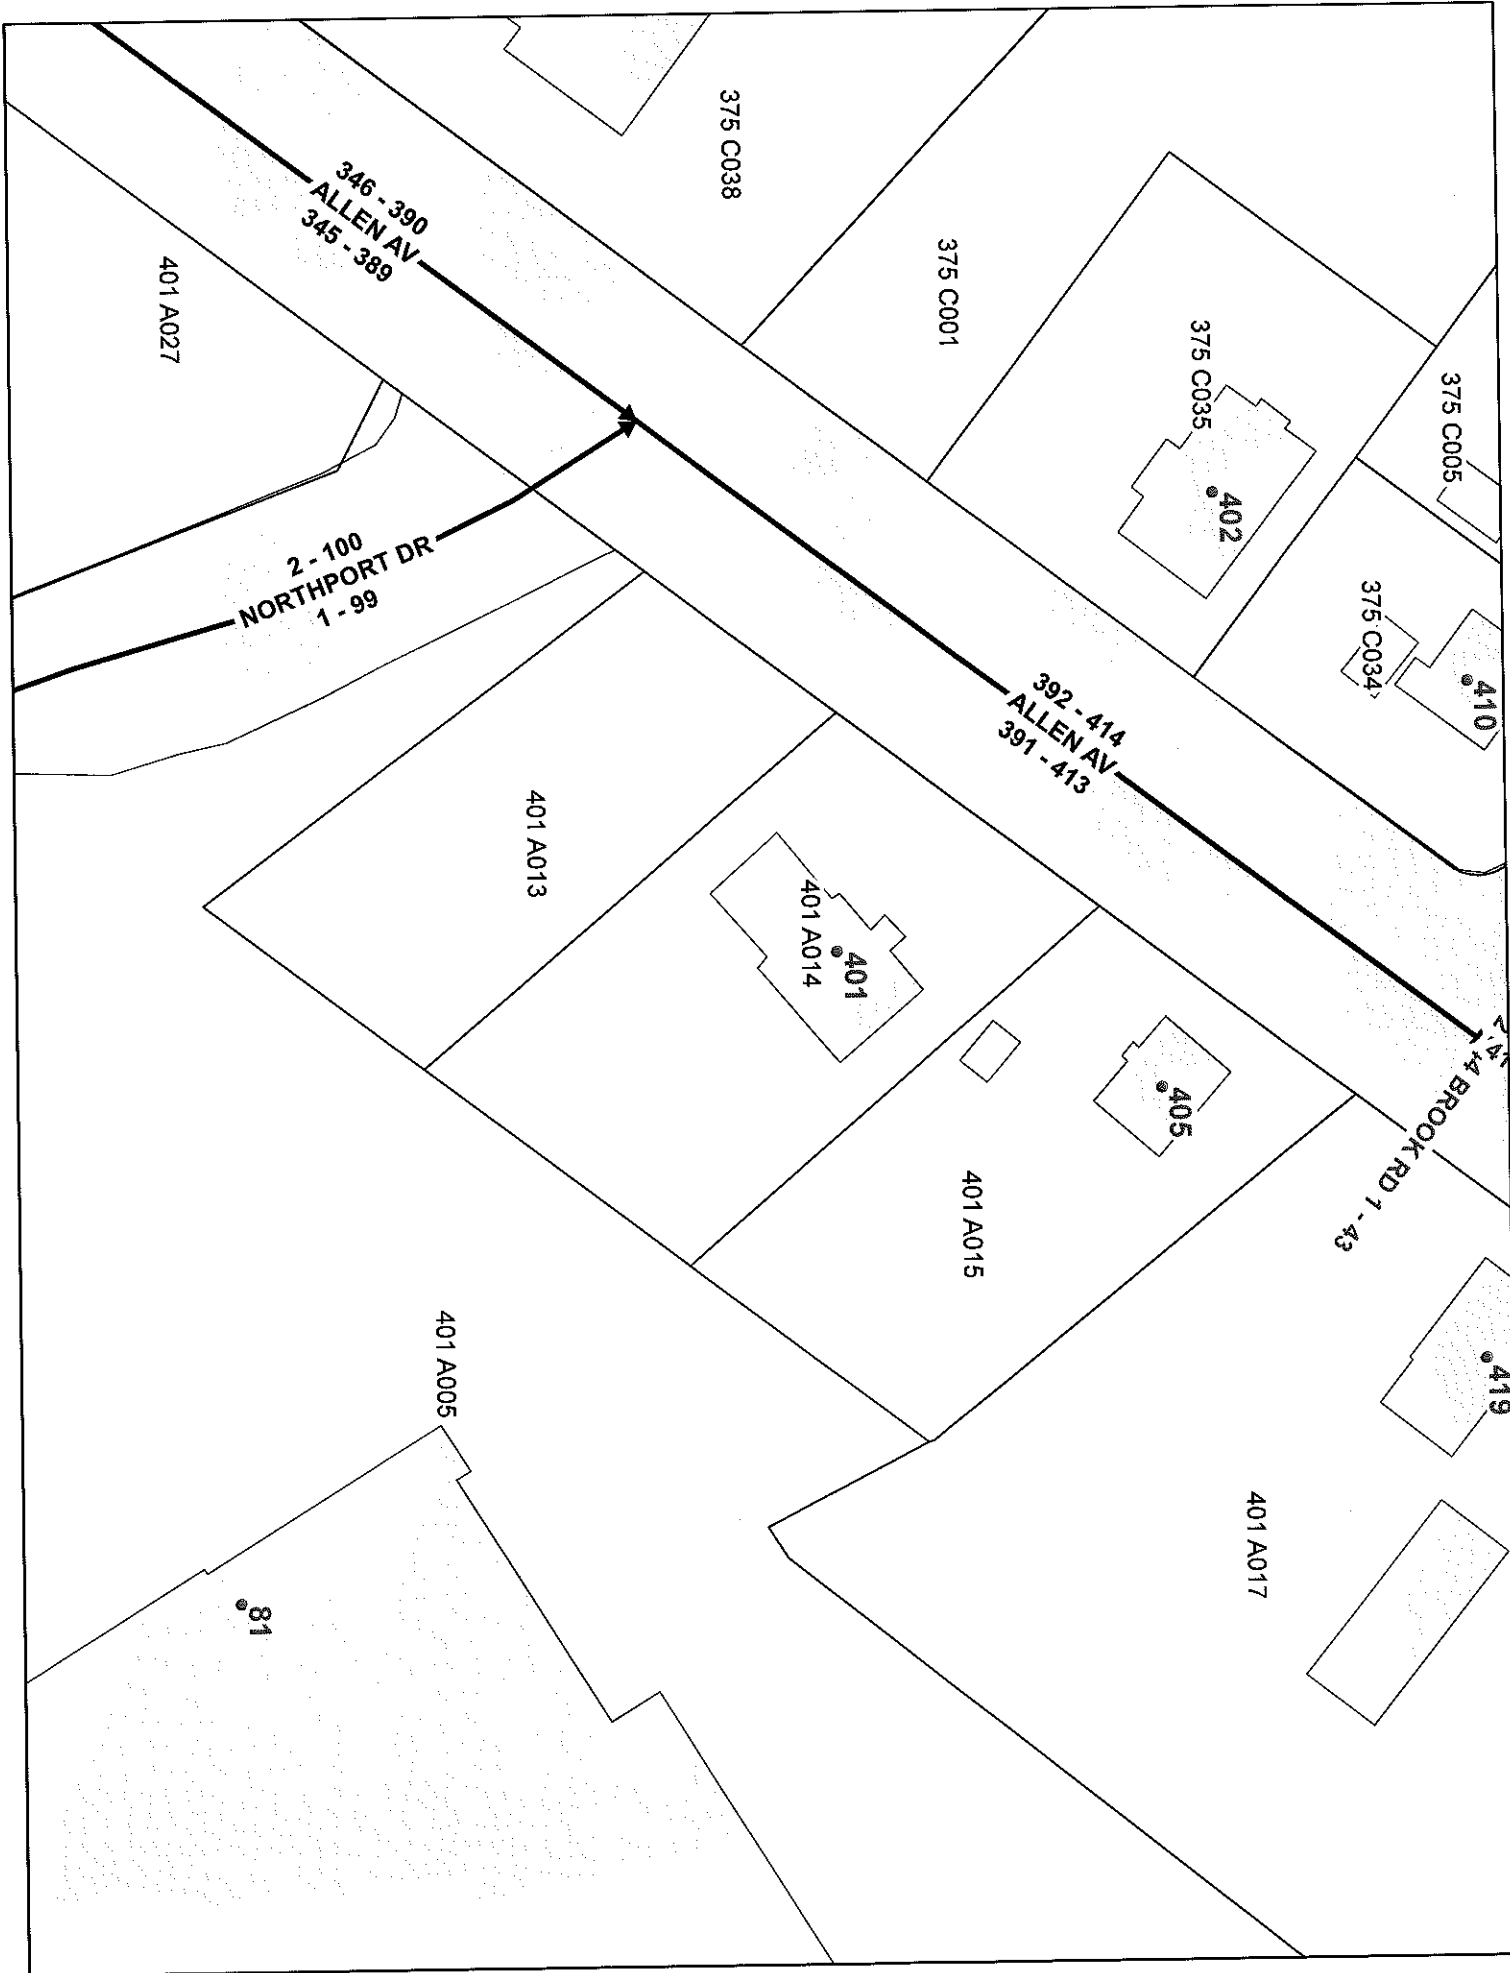 375 C038
346 - 390
ALLEN AV
345 - 389
401 A027
375 C001
375 C035
375 C005
402
375 C034
410
2 - 100
NORTHPORT DR
1 - 99
392 - 414
ALLEN AV
391 - 413
401 A013
401 A014
401
405
BROOK RD 1 - 43
401 A015
401 A005
419
401 A017
81